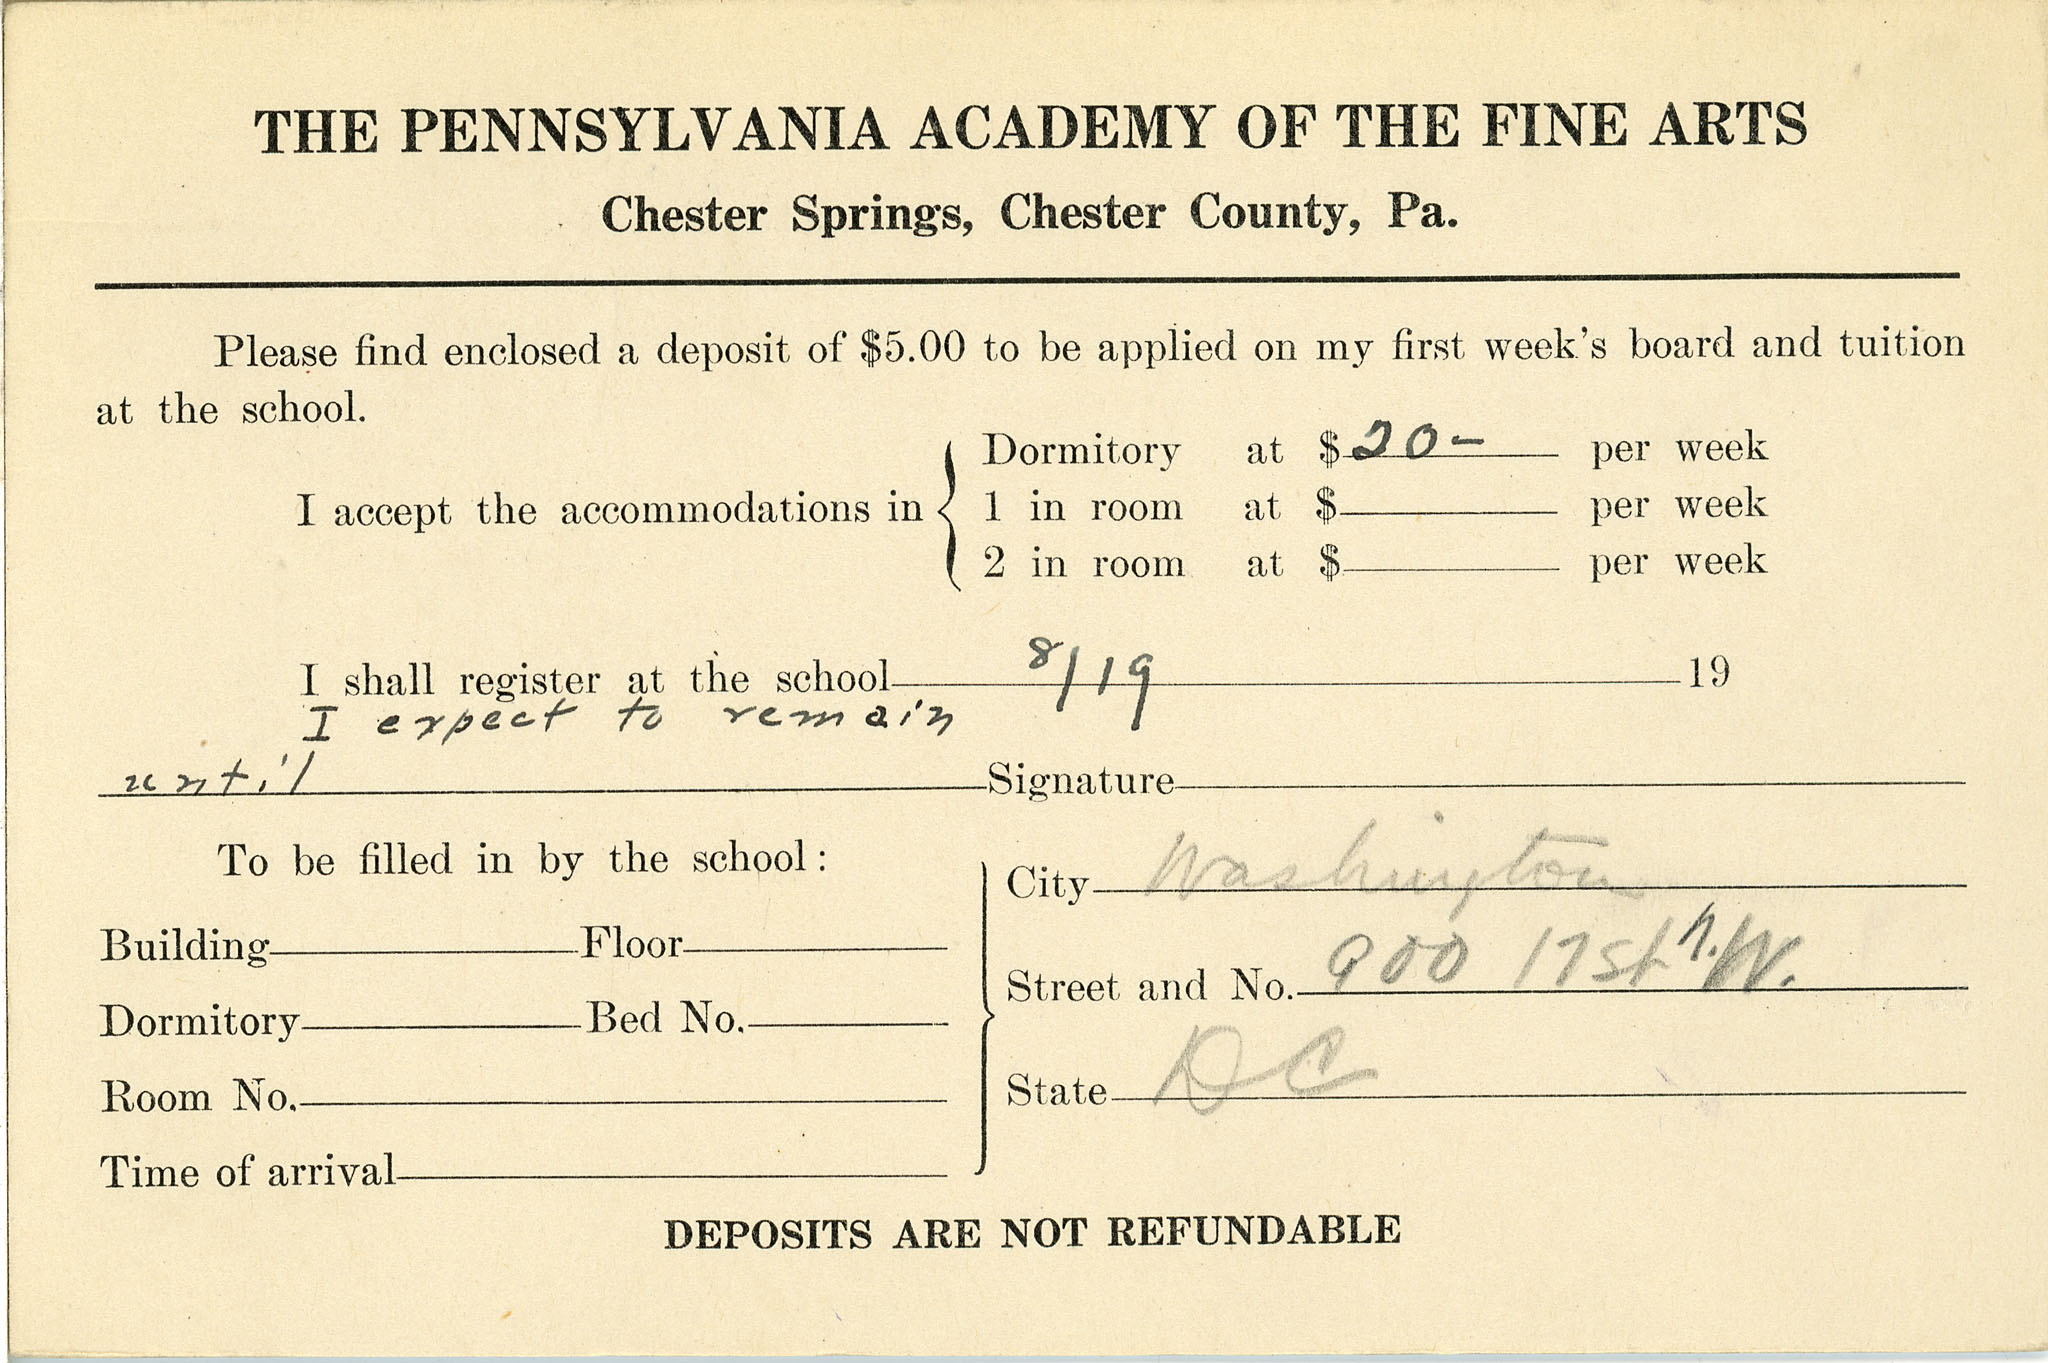 THE PENNSYLVANIA ACADEMY OF THE FINE ARTS
Chester Springs, Chester County, Pa.
Please find enclosed a deposit of $5.00 to be applied on my first week's board and tuition
at the school.
I accept the accommodations in
Dormitory at $20- per week
1 in room at $ per week
2 in room at $ per week
I shall register at the school 8/19 19
I expect to remain
until Signature
To be filled in by the school:
Building Floor
Dormitory Bed No.
Room No.
Time of arrival
City Washington
Street and No. 900 17 St N.W.
State DC
DEPOSITS ARE NOT REFUNDABLE